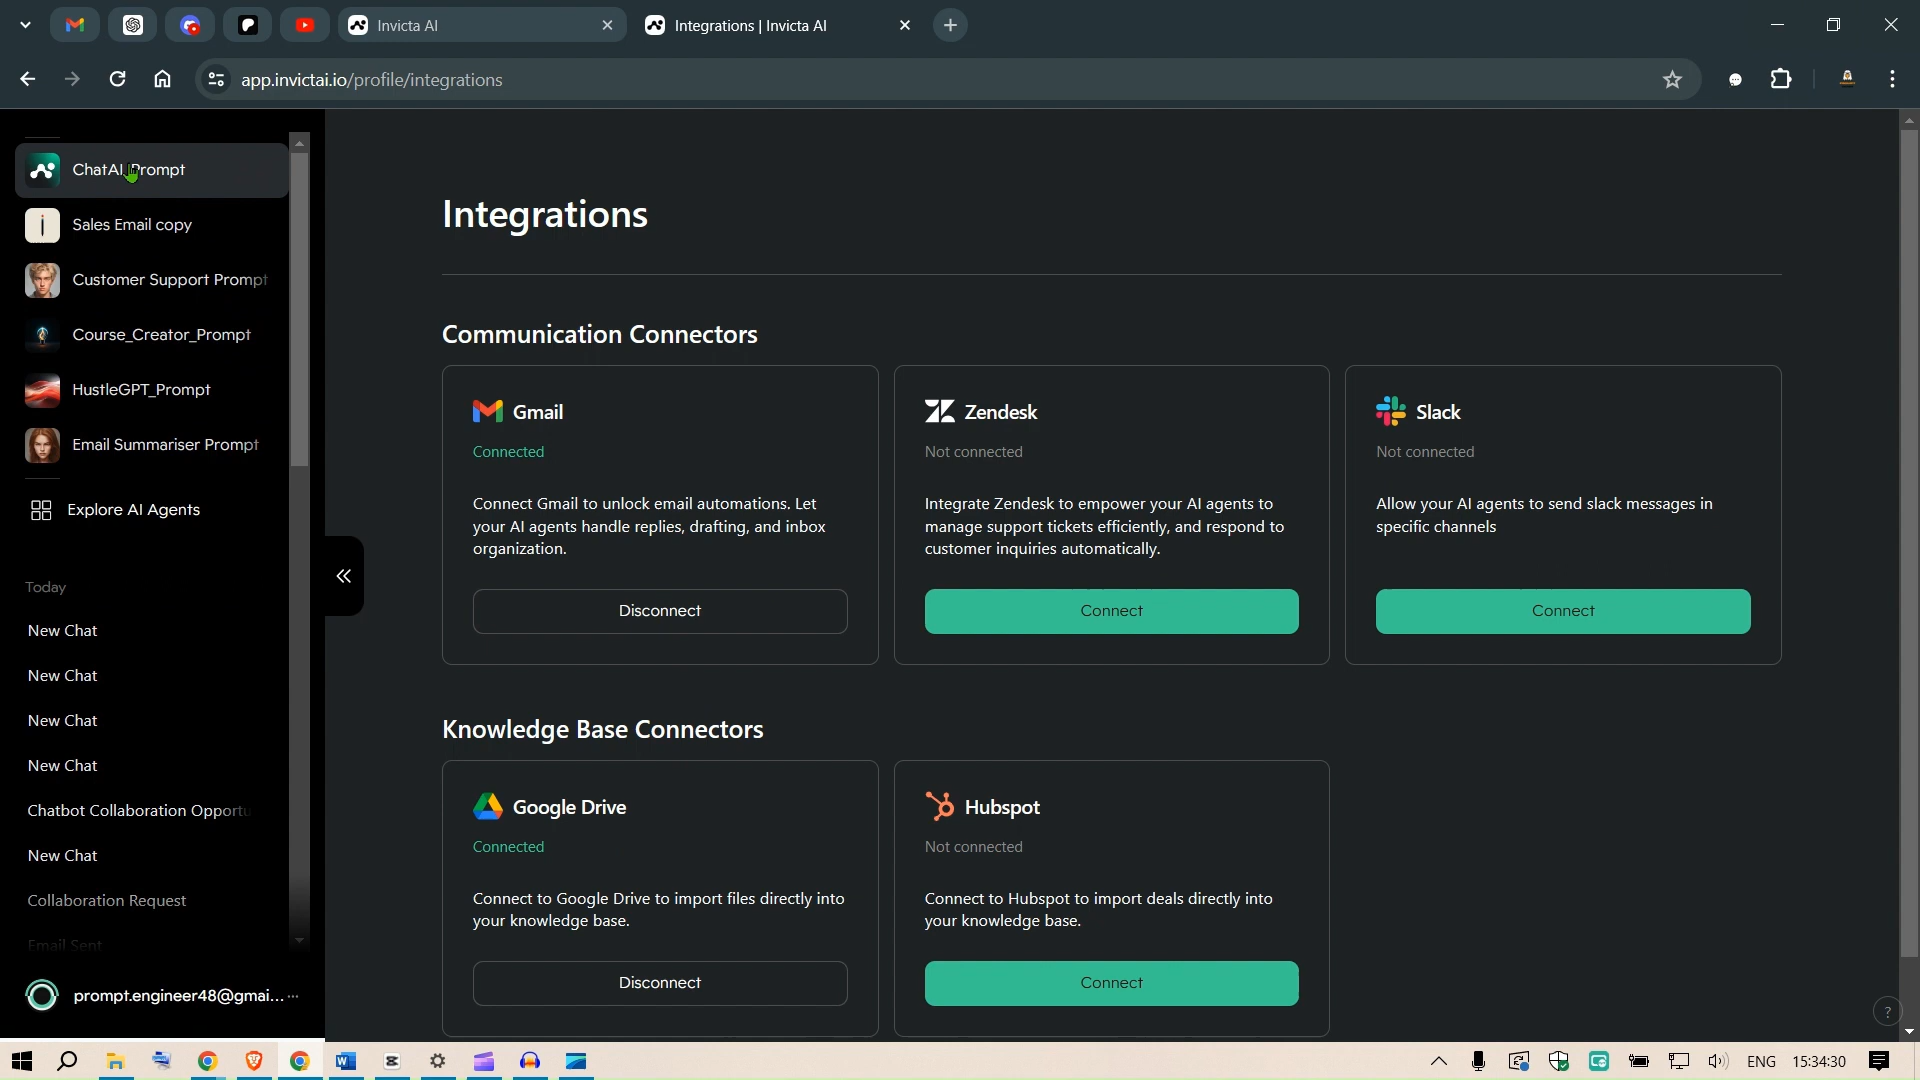 Invicta AI
Integrations | Invicta AI
app.invictai.io/profile/integrations
ChatAI_Prompt
Sales Email copy
Customer Support Prompt
Course_Creator_Prompt
HustleGPT_Prompt
Email Summariser Prompt
Explore AI Agents
Today
New Chat
New Chat
New Chat
New Chat
Chatbot Collaboration Opportu
New Chat
Collaboration Request
Email Sent
prompt.engineer48@gmai... ...
Integrations
Communication Connectors
Gmail
Connected
Connect Gmail to unlock email automations. Let
your AI agents handle replies, drafting, and inbox
organization.
Disconnect
Zendesk
Not connected
Integrate Zendesk to empower your AI agents to
manage support tickets efficiently, and respond to
customer inquiries automatically.
Connect
Slack
Not connected
Allow your AI agents to send slack messages in
specific channels
Connect
Knowledge Base Connectors
Google Drive
Connected
Connect to Google Drive to import files directly into
your knowledge base.
Disconnect
Hubspot
Not connected
Connect to Hubspot to import deals directly into
your knowledge base.
Connect
?
ENG
15:34:30